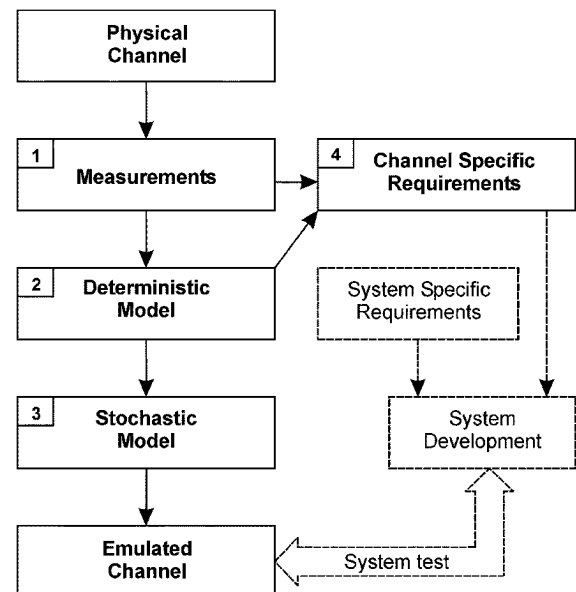 Physical
Channel
1
Measurements
4
Channel Specific
Requirements
2
Deterministic
Model
System Specific
Requirements
3
Stochastic
Model
System
Development
Emulated
Channel
System test